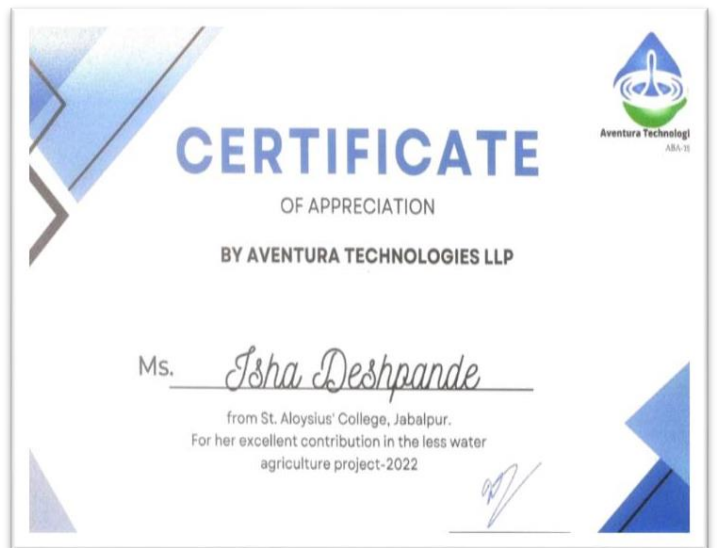 CERTIFICATE
OF APPRECIATION
BY AVENTURA TECHNOLOGIES LLP
Aventura Technologi
ABA-15
Ms. Isha Deshpande
from St. Aloysius' College, Jabalpur.
For her excellent contribution in the less water
agriculture project-2022